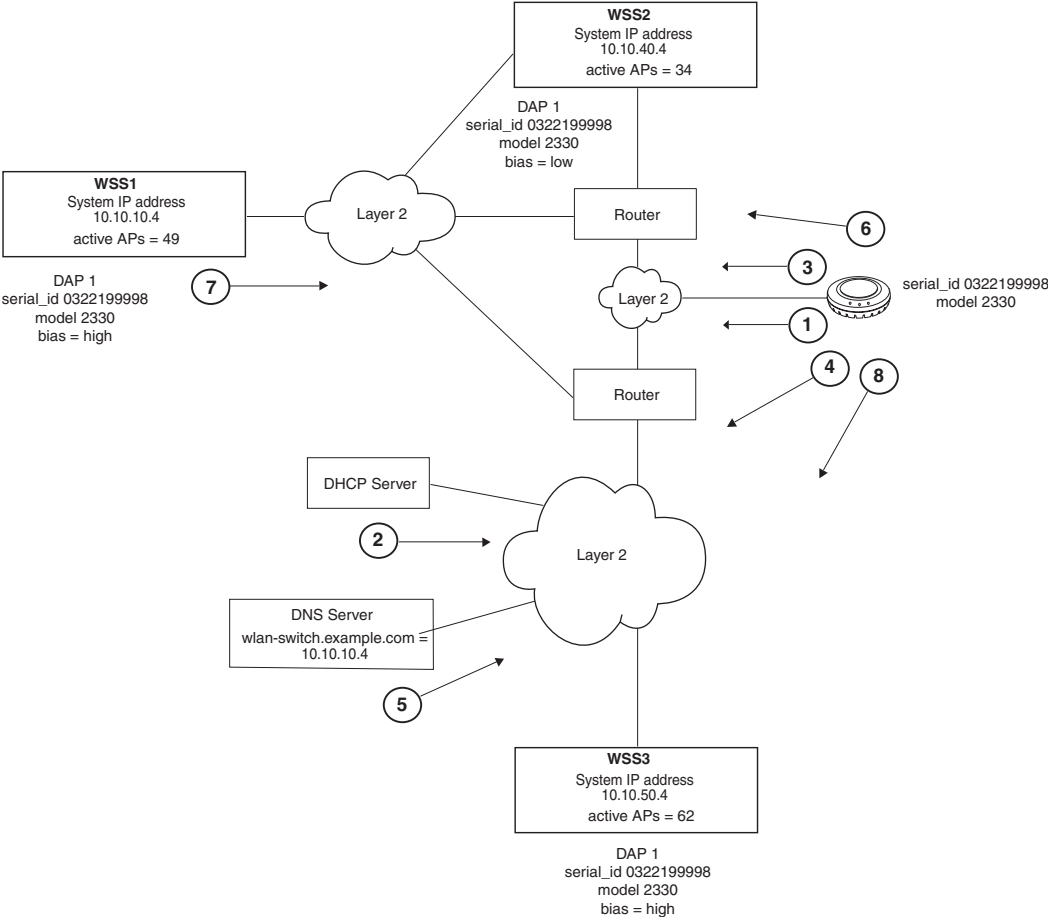 WSS2
System IP address
10.10.40.4
active APs = 34
DAP 1
serial_id 0322199998
model 2330
bias = low
WSS1
System IP address
10.10.10.4
active APs = 49
Layer 2
Router
6
DAP 1
serial_id 0322199998
model 2330
bias = high
7
3
Layer 2
serial_id 0322199998
model 2330
1
4
8
Router
DHCP Server
2
Layer 2
DNS Server
wlan-switch.example.com =
10.10.10.4
5
WSS3
System IP address
10.10.50.4
active APs = 62
DAP 1
serial_id 0322199998
model 2330
bias = high